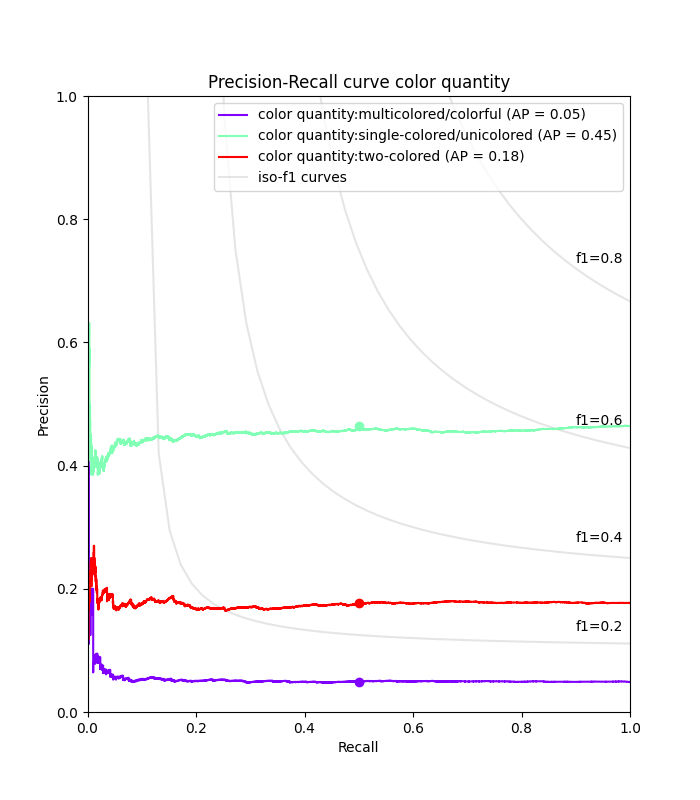 Precision-Recall curve color quantity
color quantity:multicolored/colorful (AP = 0.05)
color quantity:single-colored/unicolored (AP = 0.45)
color quantity:two-colored (AP = 0.18)
iso-f1 curves
1.0
0.8
0.6
0.4
0.2
0.0
Precision
f1=0.8
f1=0.6
f1=0.4
f1=0.2
0.0 0.2 0.4 0.6 0.8 1.0
Recall